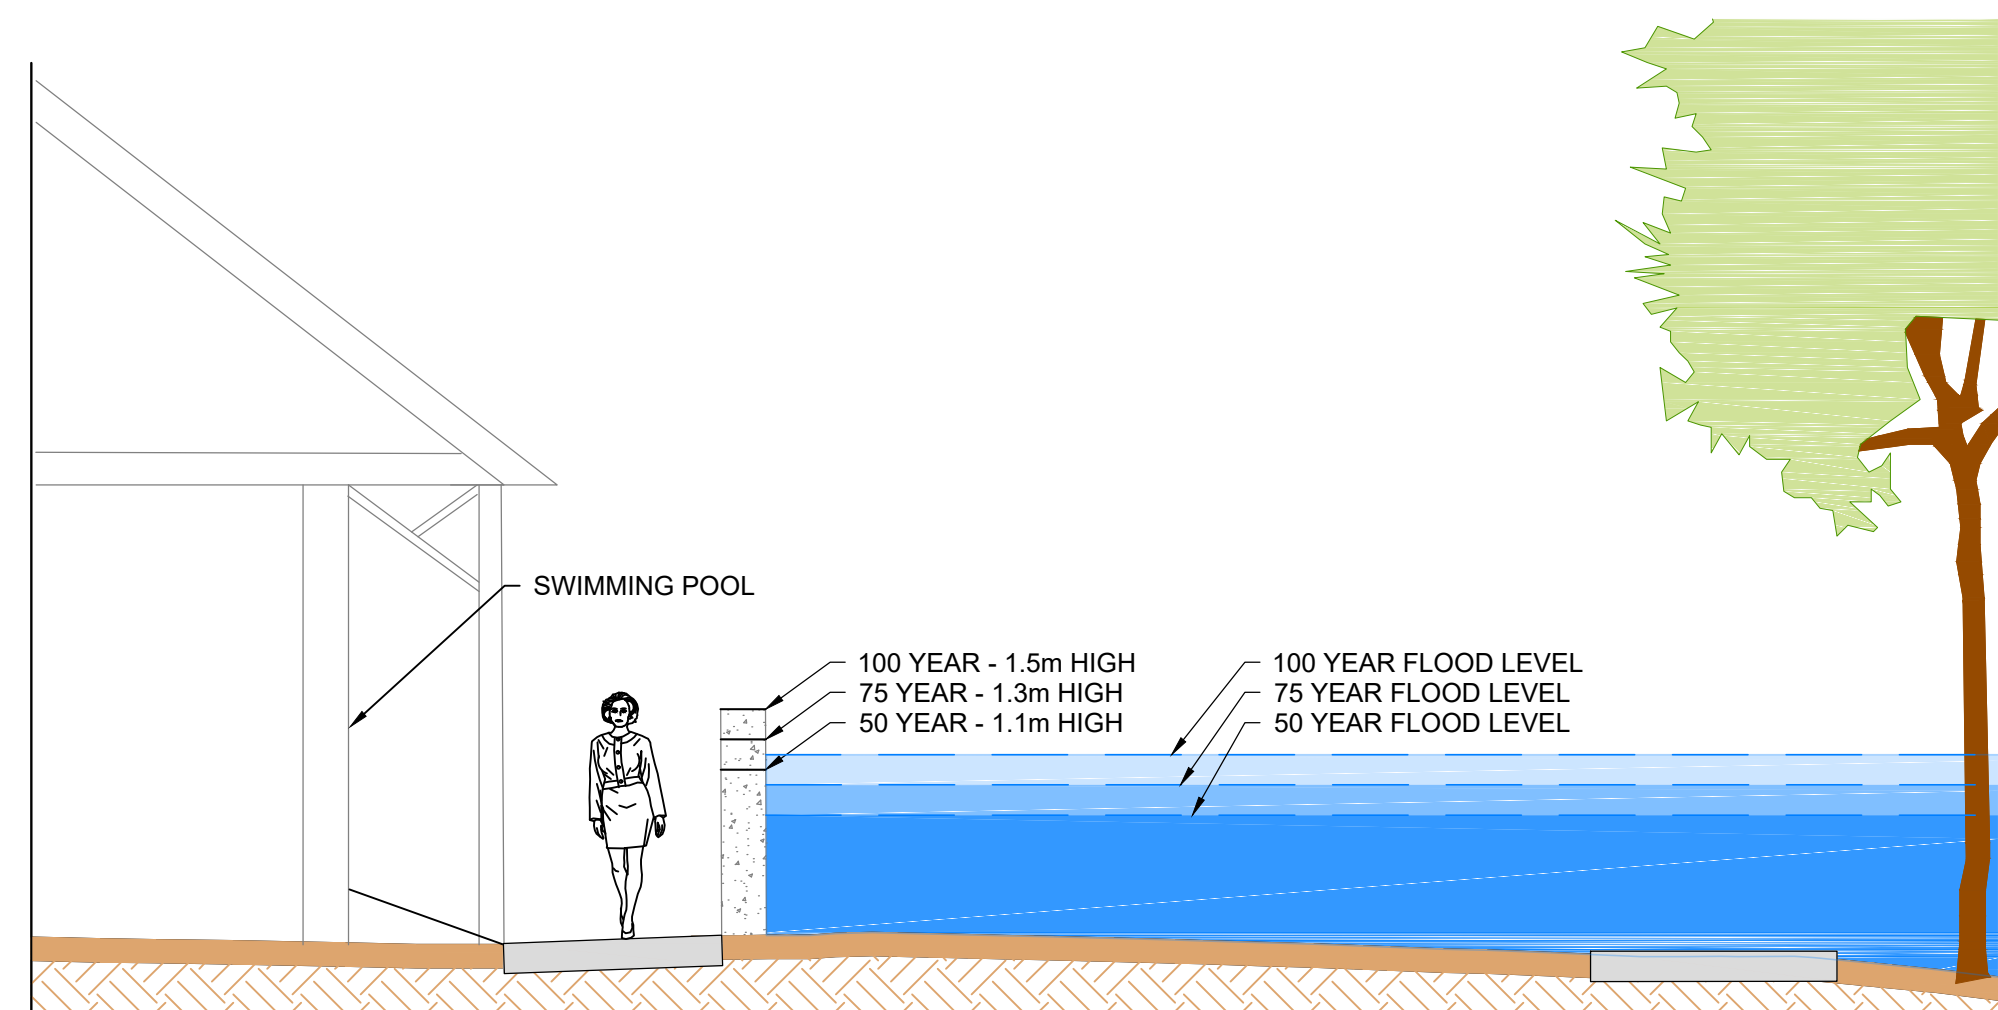 SWIMMING POOL
100 YEAR - 1.5m HIGH
75 YEAR - 1.3m HIGH
50 YEAR - 1.1m HIGH
100 YEAR FLOOD LEVEL
75 YEAR FLOOD LEVEL
50 YEAR FLOOD LEVEL